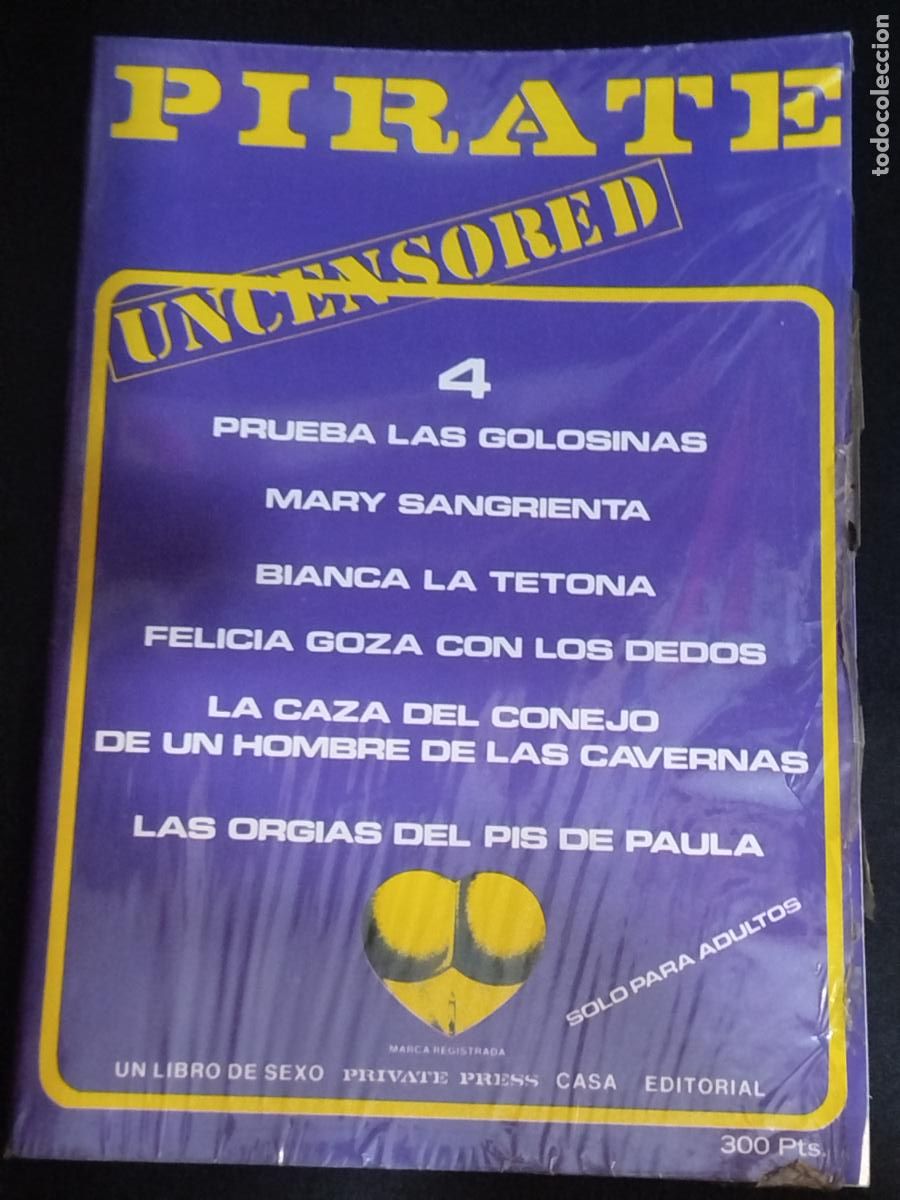 PIRATE
UNCENSORED
4
PRUEBA LAS GOLOSINAS
MARY SANGRIENTA
BIANCA LA TETONA
FELICIA GOZA CON LOS DEDOS
LA CAZA DEL CONEJO
DE UN HOMBRE DE LAS CAVERNAS
LAS ORGIAS DEL PIS DE PAULA
SOLO PARA ADULTOS
MARCA REGISTRADA
UN LIBRO DE SEXO PRIVATE PRESS CASA EDITORIAL
300 Pts.
todocoleccion